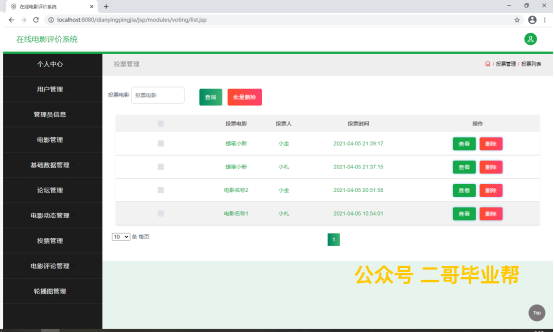 在线电影评价系统
localhost:8080/dianyingpingjia/jsp/modules/voting/list.jsp
在线电影评价系统
个人中心
用户管理
管理员信息
电影管理
基础数据管理
论坛管理
电影动态管理
投票管理
电影评论管理
轮播图管理
投票管理
/ 投票管理 / 投票列表
投票电影
投票电影
查询
批量删除
投票电影 投票人 投票时间 操作
蜡笔小新 小金 2021-04-05 21:39:17 查看 删除
蜡笔小新 小礼 2021-04-05 21:37:15 查看 删除
电影名称2 小金 2021-04-05 20:51:58 查看 删除
电影名称1 小礼 2021-04-05 10:54:01 查看 删除
10 条 每页
1
公众号 二哥毕业帮
Top